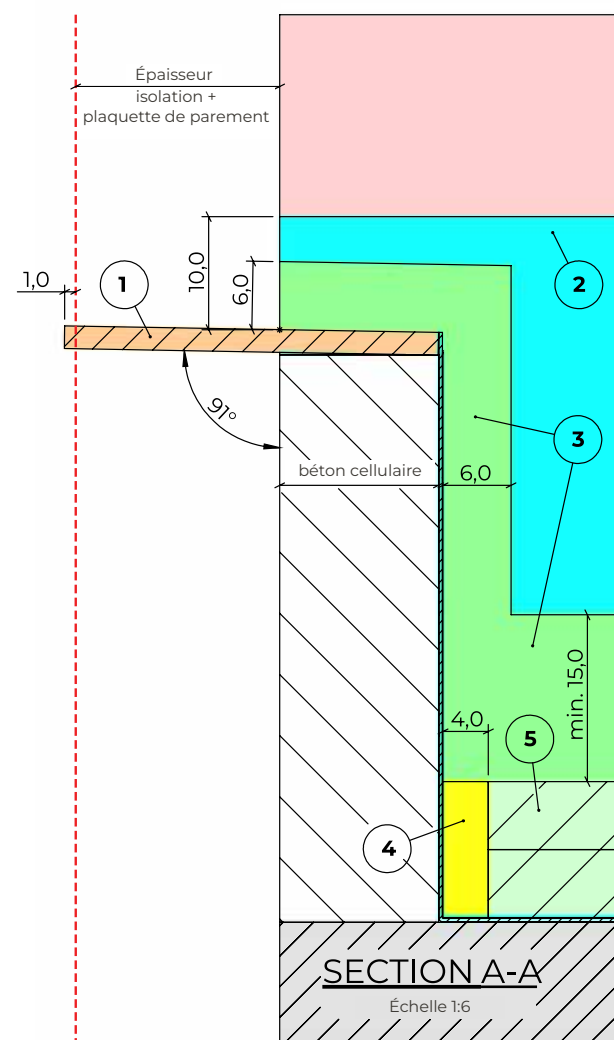 Épaisseur
isolation +
plaquette de parement
1,0
1
10,0
6,0
2
91°
3
béton cellulaire
6,0
min. 15,0
4,0
5
4
SECTION A-A
Échelle 1:6